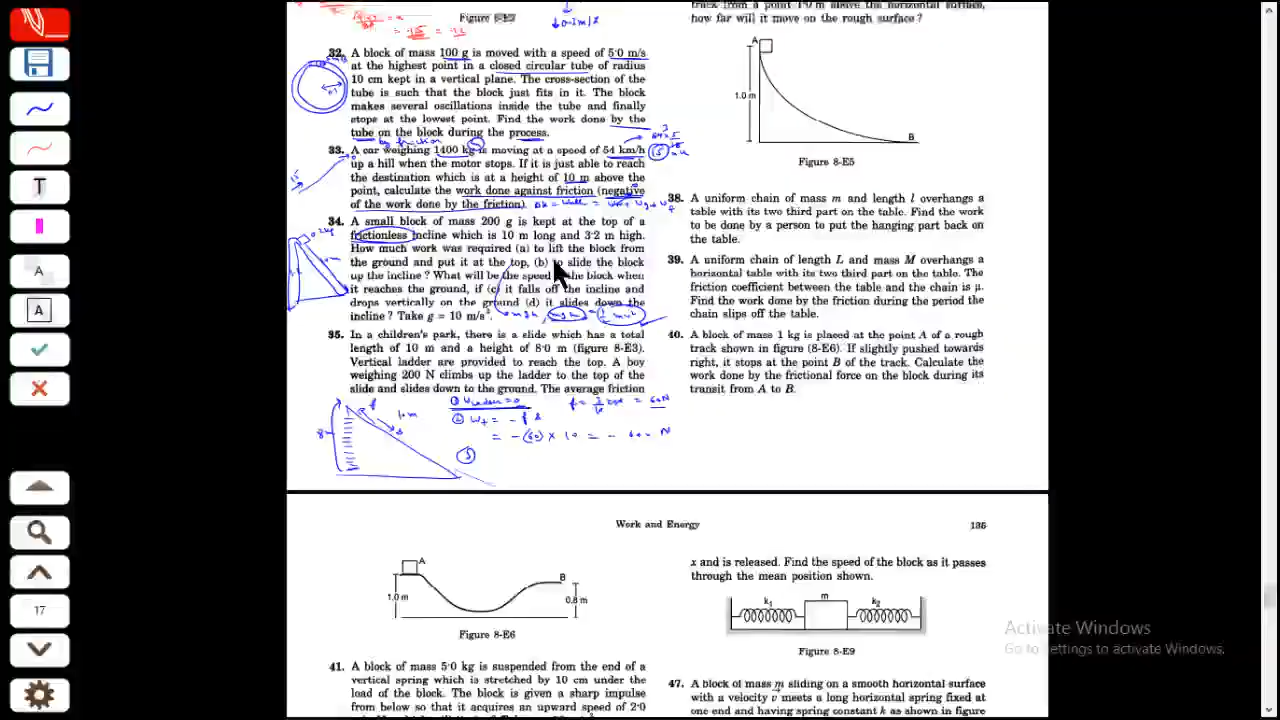 Figure 8-E2
↓0·2m/s
32. A block of mass 100 g is moved with a speed of 5·0 m/s
at the highest point in a closed circular tube of radius
10 cm kept in a vertical plane. The cross-section of the
tube is such that the block just fits in it. The block
makes several oscillations inside the tube and finally
stops at the lowest point. Find the work done by the
tube on the block during the process.
by friction
33. A car weighing 1400 kg is moving at a speed of 54 km/h
up a hill when the motor stops. If it is just able to reach
the destination which is at a height of 10 m above the
point, calculate the work done against friction (negative
of the work done by the friction).
34. A small block of mass 200 g is kept at the top of a
frictionless incline which is 10 m long and 3·2 m high.
How much work was required (a) to lift the block from
the ground and put it at the top, (b) to slide the block
up the incline ? What will be the speed of the block when
it reaches the ground, if (c) it falls off the incline and
drops vertically on the ground (d) it slides down the
incline ? Take g = 10 m/s².
mgh, mgh = ½ mv²
35. In a children's park, there is a slide which has a total
length of 10 m and a height of 8·0 m (figure 8-E3).
Vertical ladder are provided to reach the top. A boy
weighing 200 N climbs up the ladder to the top of the
slide and slides down to the ground. The average friction
10m
= 60N
= -(60) × 10 = - 600 N
how far will it move on the rough surface ?
A
1.0 m
B
Figure 8-E5
38. A uniform chain of mass m and length l overhangs a
table with its two third part on the table. Find the work
to be done by a person to put the hanging part back on
the table.
39. A uniform chain of length L and mass M overhangs a
horizontal table with its two third part on the table. The
friction coefficient between the table and the chain is μ.
Find the work done by the friction during the period the
chain slips off the table.
40. A block of mass 1 kg is placed at the point A of a rough
track shown in figure (8-E6). If slightly pushed towards
right, it stops at the point B of the track. Calculate the
work done by the frictional force on the block during its
transit from A to B.
Work and Energy
135
A
B
1.0 m
0.8 m
Figure 8-E6
41. A block of mass 5·0 kg is suspended from the end of a
vertical spring which is stretched by 10 cm under the
load of the block. The block is given a sharp impulse
from below so that it acquires an upward speed of 2·0
x and is released. Find the speed of the block as it passes
through the mean position shown.
k1
m
k2
Figure 8-E9
47. A block of mass m sliding on a smooth horizontal surface
with a velocity v meets a long horizontal spring fixed at
one end and having spring constant k as shown in figure
T
A
A
17
Activate Windows
Go to Settings to activate Windows.